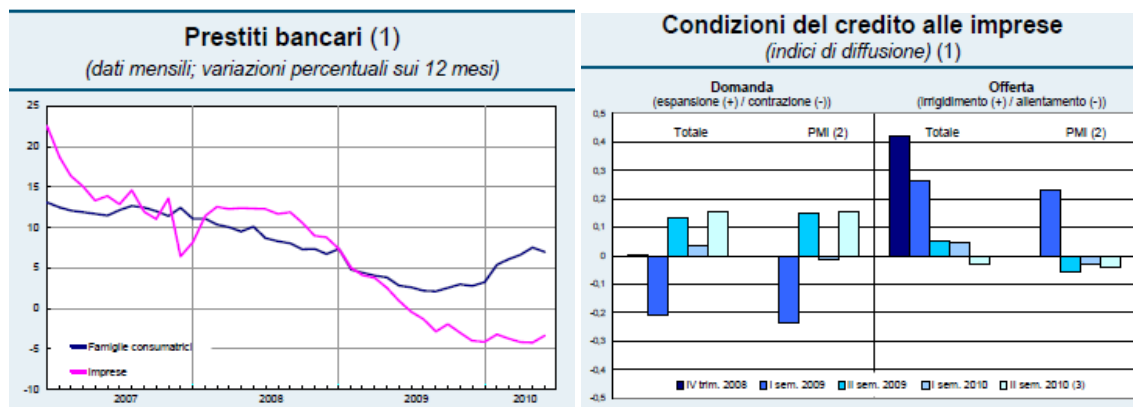 Prestiti bancari (1)
(dati mensili; variazioni percentuali sui 12 mesi)
25
20
15
10
5
0
-5
-10
Famiglie consumatrici
Imprese
2007
2008
2009
2010
Condizioni del credito alle imprese
(indici di diffusione) (1)
Domanda
(espansione (+) / contrazione (-))
Offerta
(irrigidimento (+) / allentamento (-))
Totale
PMI (2)
Totale
PMI (2)
0,5
0,4
0,3
0,2
0,1
0
-0,1
-0,2
-0,3
-0,4
-0,5
IV trim. 2008
I sem. 2009
II sem. 2009
I sem. 2010
II sem. 2010 (3)